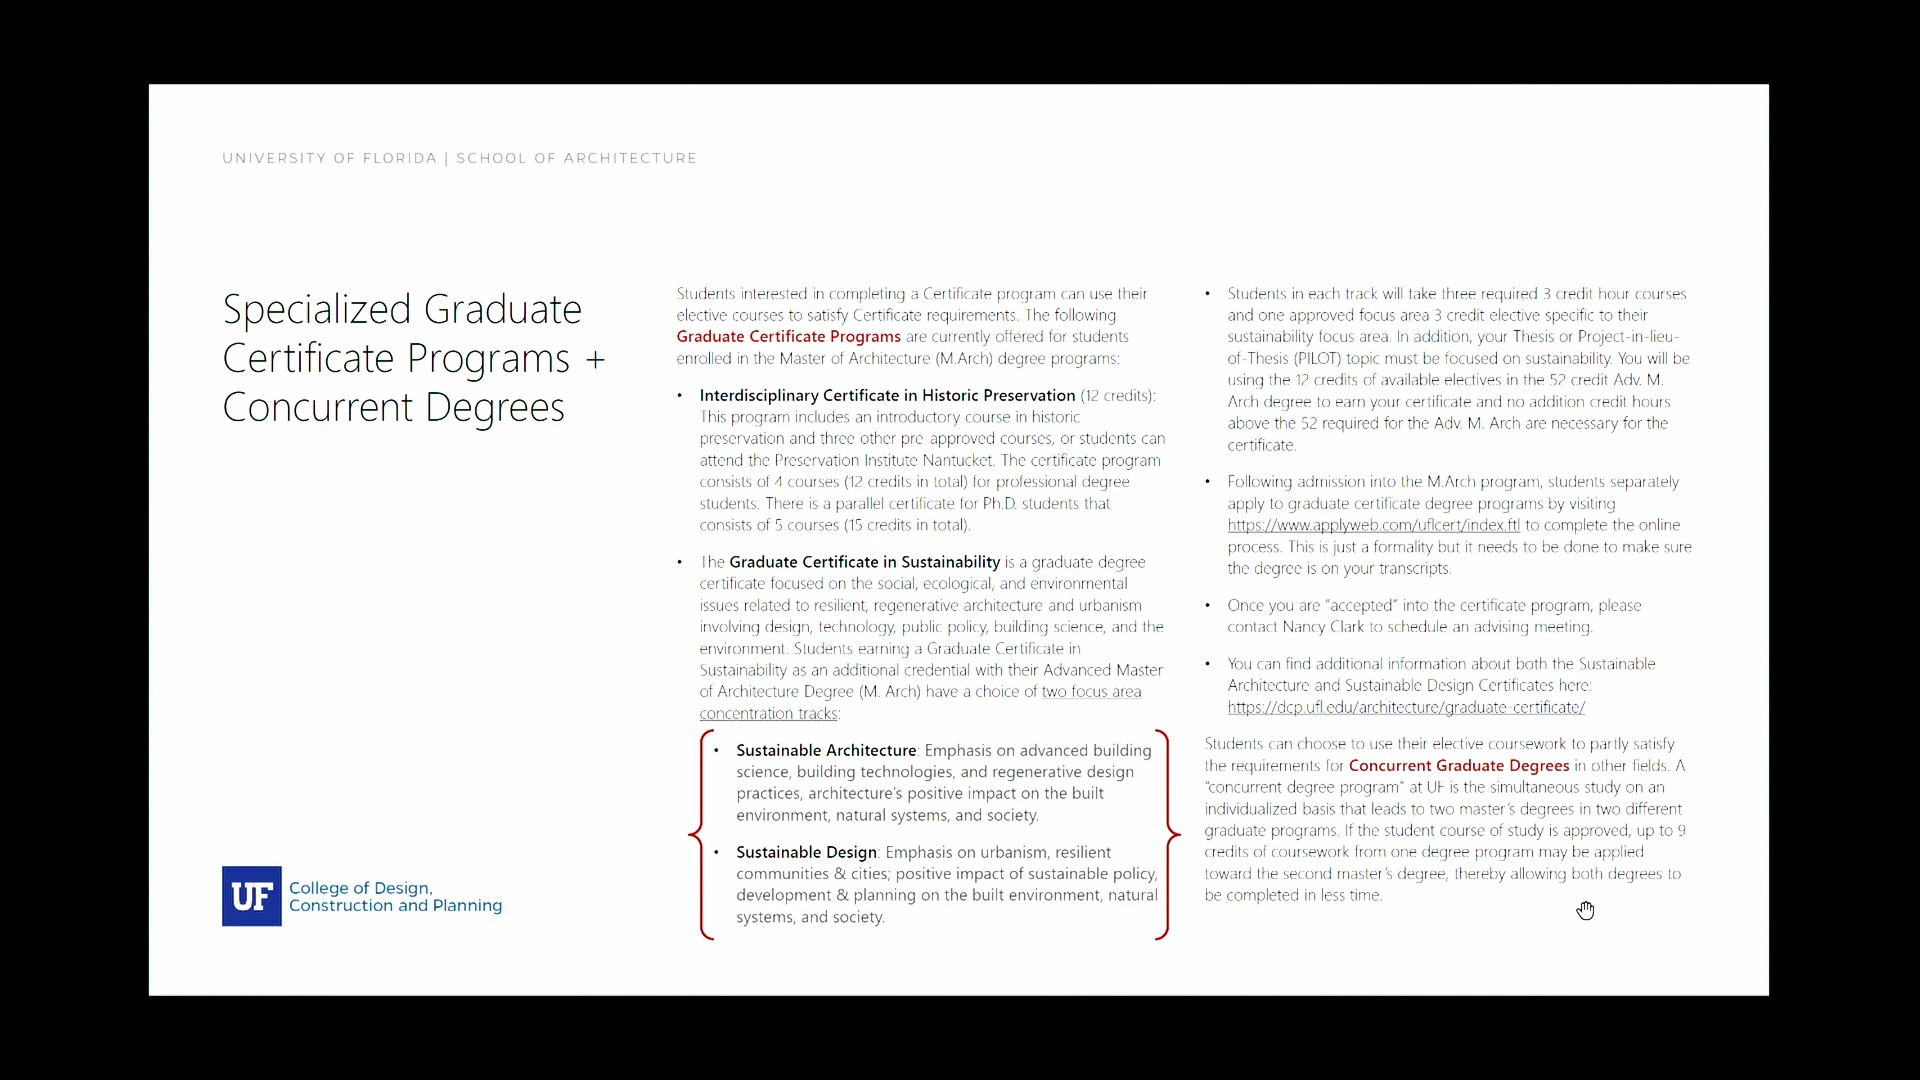 UNIVERSITY OF FLORIDA | SCHOOL OF ARCHITECTURE
Specialized Graduate
Certificate Programs +
Concurrent Degrees
Students interested in completing a Certificate program can use their
elective courses to satisfy Certificate requirements. The following
Graduate Certificate Programs are currently offered for students
enrolled in the Master of Architecture (M.Arch) degree programs:
• Interdisciplinary Certificate in Historic Preservation (12 credits):
This program includes an introductory course in historic
preservation and three other pre-approved courses, or students can
attend the Preservation Institute Nantucket. The certificate program
consists of 4 courses (12 credits in total) for professional degree
students. There is a parallel certificate for Ph.D. students that
consists of 5 courses (15 credits in total).
• The Graduate Certificate in Sustainability is a graduate degree
certificate focused on the social, ecological, and environmental
issues related to resilient, regenerative architecture and urbanism
involving design, technology, public policy, building science, and the
environment. Students earning a Graduate Certificate in
Sustainability as an additional credential with their Advanced Master
of Architecture Degree (M. Arch) have a choice of two focus area
concentration tracks:
• Sustainable Architecture: Emphasis on advanced building
science, building technologies, and regenerative design
practices, architecture's positive impact on the built
environment, natural systems, and society.
• Sustainable Design: Emphasis on urbanism, resilient
communities & cities; positive impact of sustainable policy,
development & planning on the built environment, natural
systems, and society.
• Students in each track will take three required 3 credit hour courses
and one approved focus area 3 credit elective specific to their
sustainability focus area. In addition, your Thesis or Project-in-lieu-
of-Thesis (PILOT) topic must be focused on sustainability. You will be
using the 12 credits of available electives in the 52 credit Adv. M.
Arch degree to earn your certificate and no addition credit hours
above the 52 required for the Adv. M. Arch are necessary for the
certificate.
• Following admission into the M.Arch program, students separately
apply to graduate certificate degree programs by visiting
https://www.applyweb.com/uflcert/index.ftl to complete the online
process. This is just a formality but it needs to be done to make sure
the degree is on your transcripts.
• Once you are "accepted" into the certificate program, please
contact Nancy Clark to schedule an advising meeting.
• You can find additional information about both the Sustainable
Architecture and Sustainable Design Certificates here:
https://dcp.ufl.edu/architecture/graduate-certificate/
Students can choose to use their elective coursework to partly satisfy
the requirements for Concurrent Graduate Degrees in other fields. A
"concurrent degree program" at UF is the simultaneous study on an
individualized basis that leads to two master's degrees in two different
graduate programs. If the student course of study is approved, up to 9
credits of coursework from one degree program may be applied
toward the second master's degree, thereby allowing both degrees to
be completed in less time.
UF College of Design,
Construction and Planning